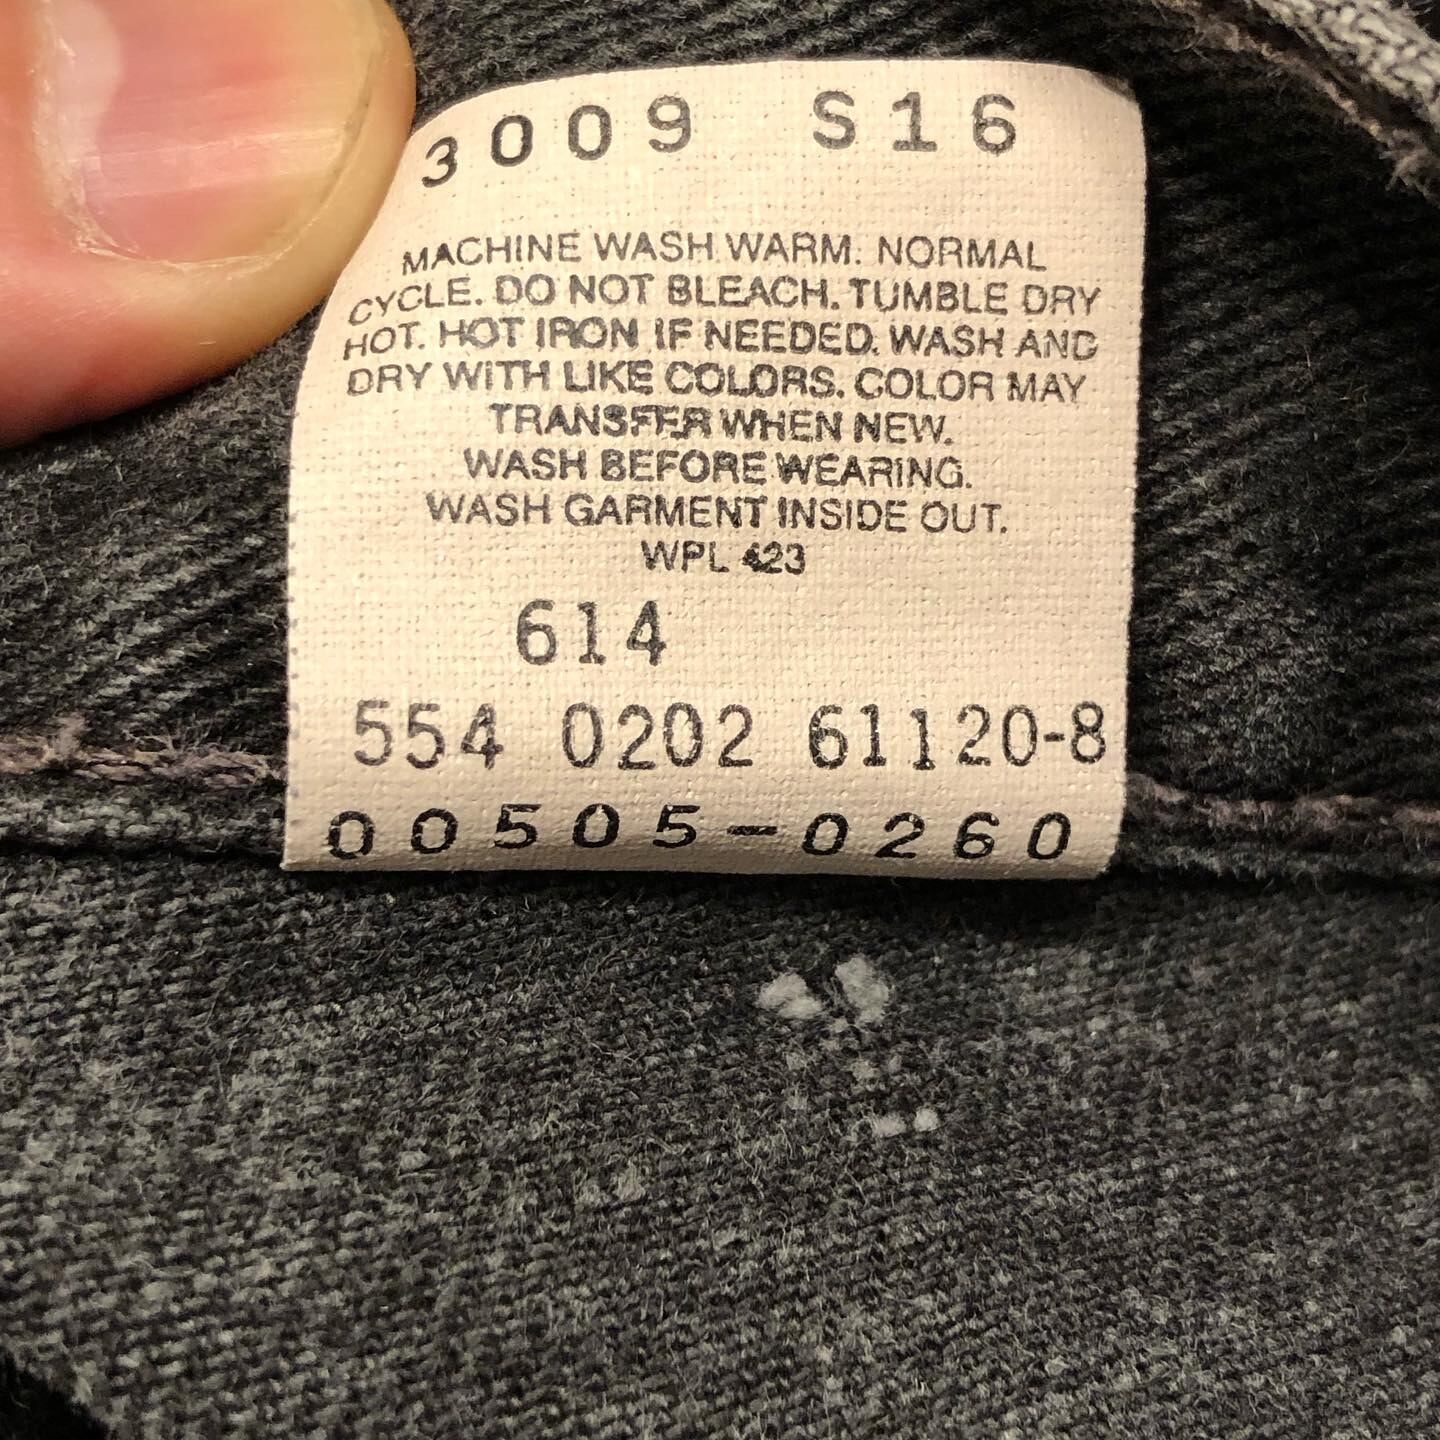 3009 S16
MACHINE WASH WARM. NORMAL
CYCLE. DO NOT BLEACH. TUMBLE DRY
HOT. HOT IRON IF NEEDED. WASH AND
DRY WITH LIKE COLORS. COLOR MAY
TRANSFER WHEN NEW.
WASH BEFORE WEARING.
WASH GARMENT INSIDE OUT.
WPL 423
614
554 0202 61120-8
00505-0260